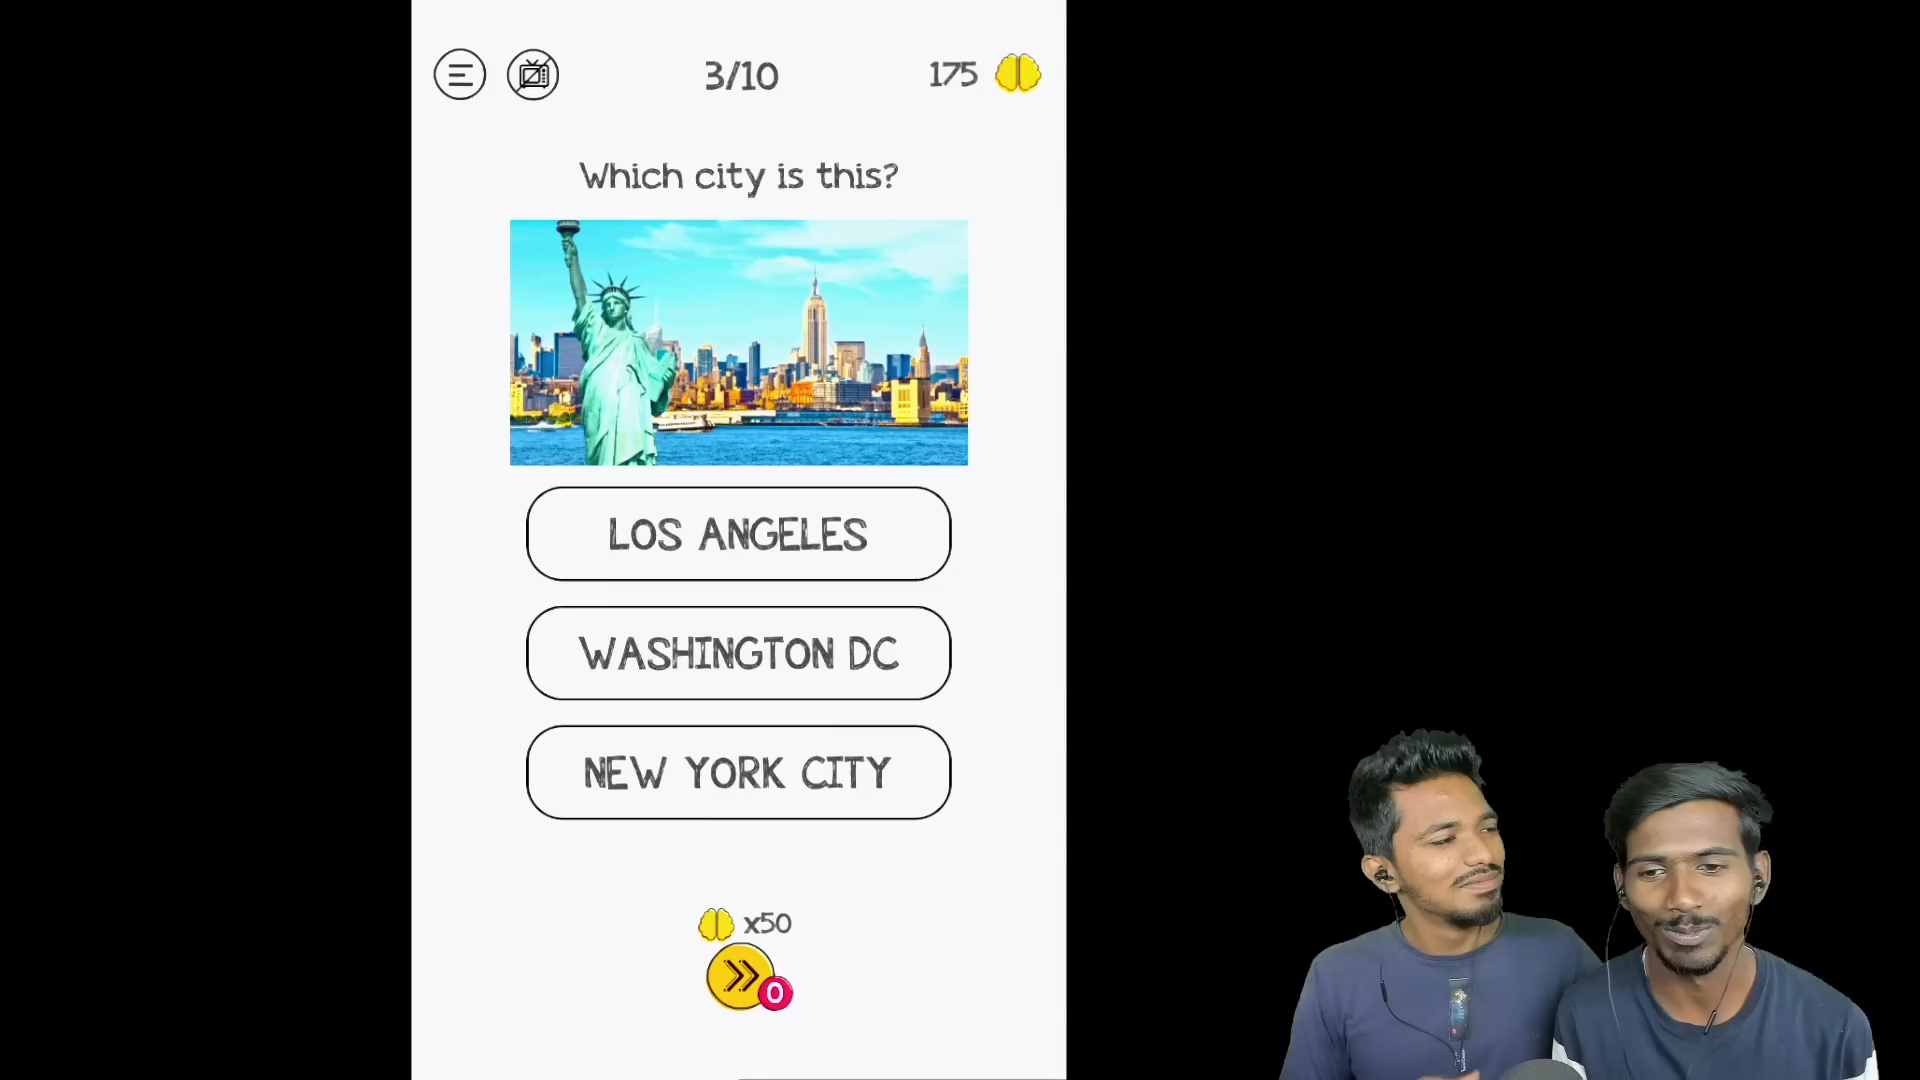 3/10
175
Which city is this?
LOS ANGELES
WASHINGTON DC
NEW YORK CITY
x50
0